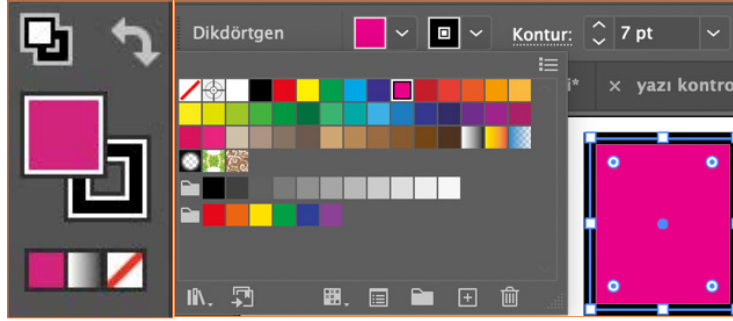 Dikdörtgen Kontur: 7 pt
i* × yazı kontro